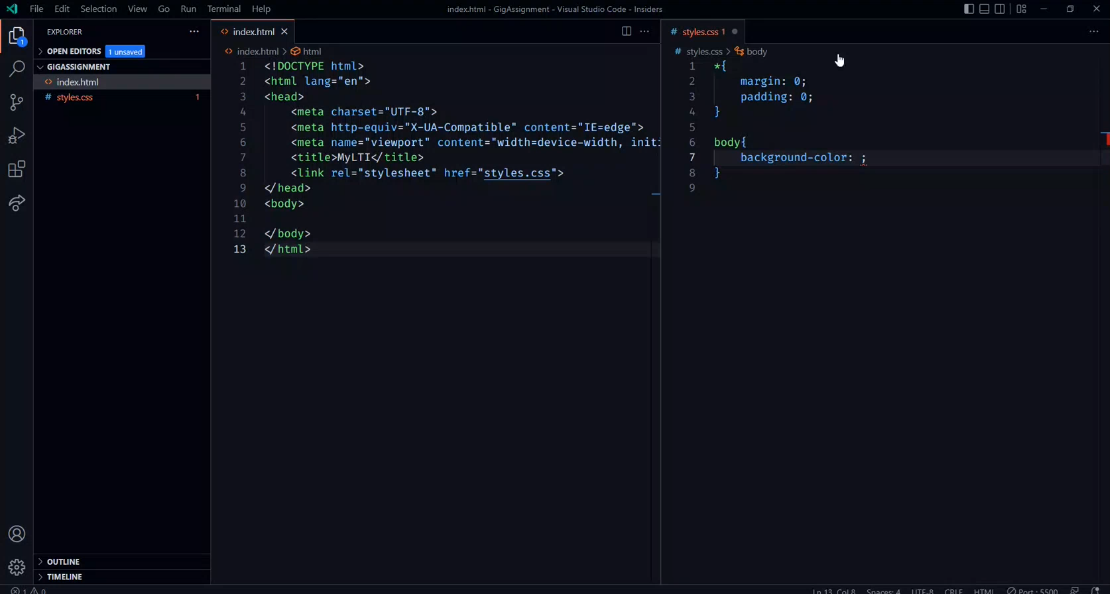 File Edit Selection View Go Run Terminal Help
index.html - GigAssignment - Visual Studio Code - Insiders
EXPLORER
1
OPEN EDITORS 1 unsaved
GIGASSIGNMENT
<> index.html
# styles.css 1
OUTLINE
TIMELINE
<> index.html
<> index.html > html
1 <!DOCTYPE html>
2 <html lang="en">
3 <head>
4 <meta charset="UTF-8">
5 <meta http-equiv="X-UA-Compatible" content="IE=edge">
6 <meta name="viewport" content="width=device-width, initi
7 <title>MyLTI</title>
8 <link rel="stylesheet" href="styles.css">
9 </head>
10 <body>
11
12 </body>
13 </html>
# styles.css 1
# styles.css > body
1 *{
2 margin: 0;
3 padding: 0;
4 }
5
6 body{
7 background-color: ;
8 }
9
1 0
Ln 13, Col 8 Spaces: 4 UTF-8 CRLF HTML Port : 5500